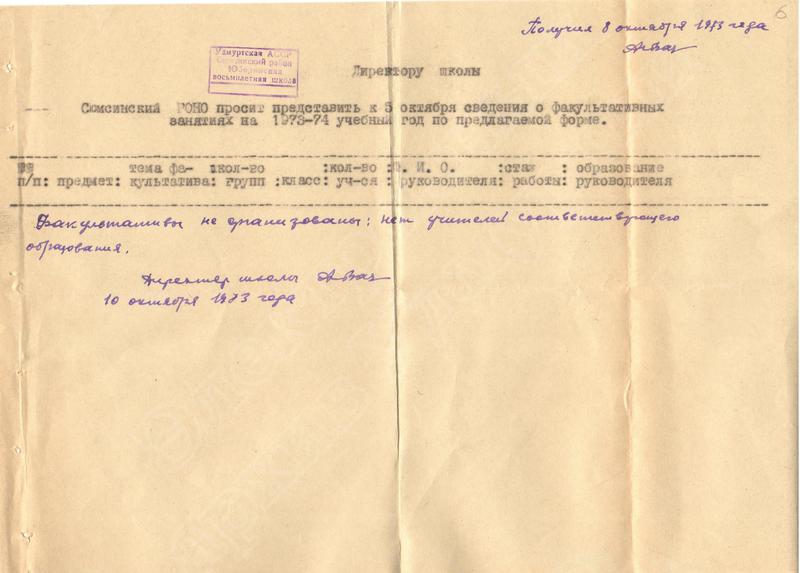 6
Получил 8 октября 1973 года
Удмуртская АССР
Сюмсинский район
восьмилетняя школа
Директору школы
Сюмсинский РОНО просит представить к 5 октября сведения о факультативных
занятиях на 1973-74 учебный год по предлагаемой форме.
№№ тема фа- :кол-во :кол-во :Ф. И. О. :стаж : образование
п/п: предмет: культатива: групп :класс: уч-ся : руководителя: работы: руководителя
Факультативы не организованы: нет учителей соответствующего
образования.
Директор школы
10 октября 1973 года